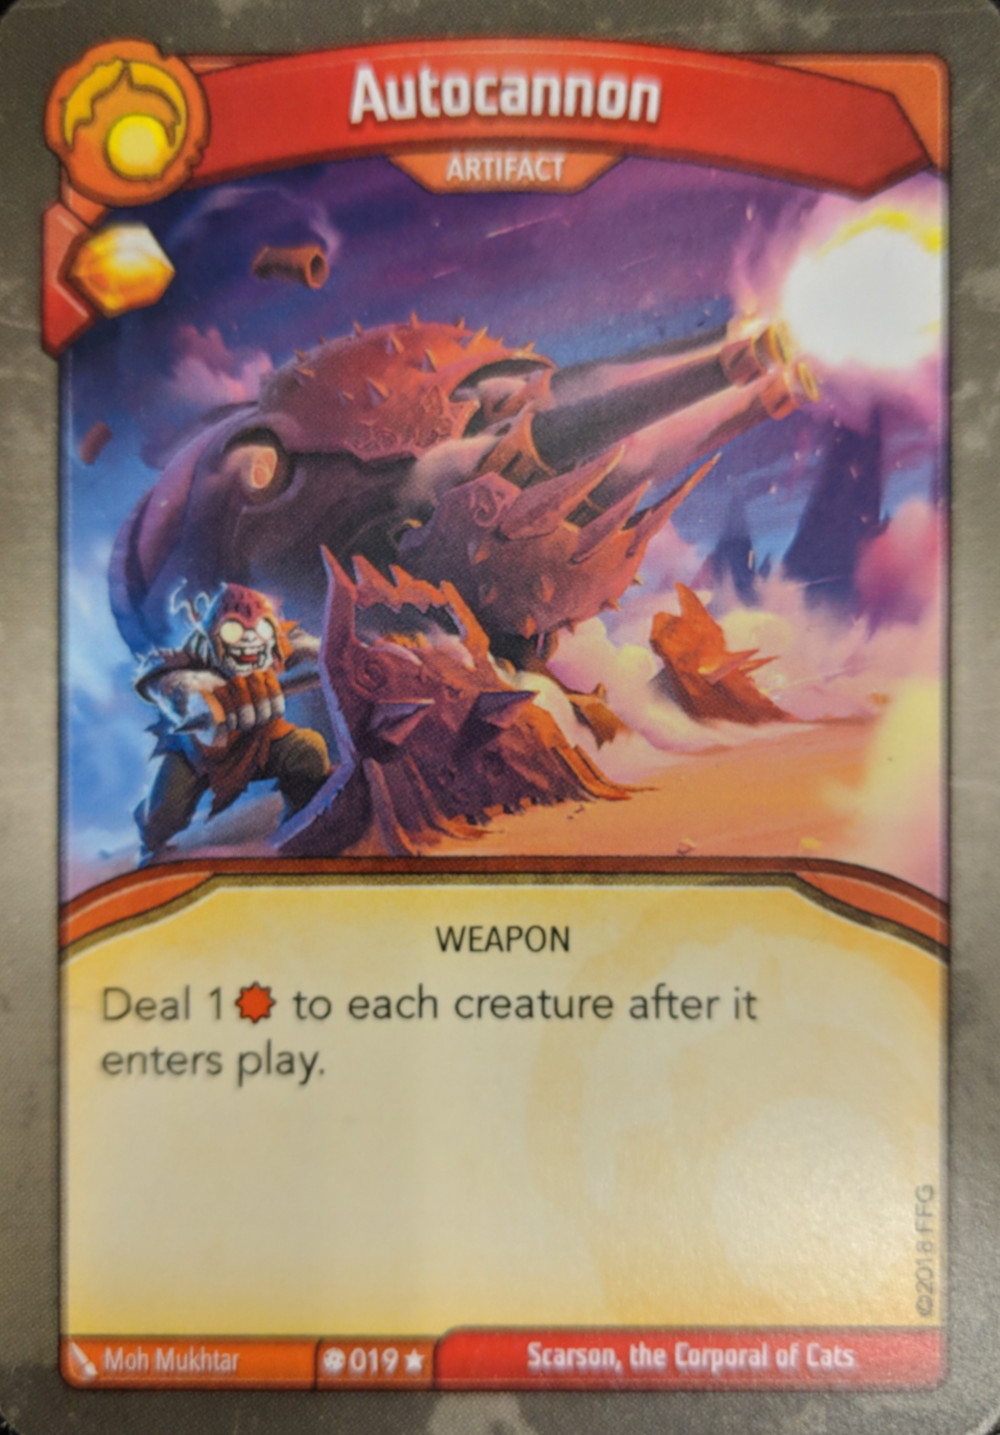 Autocannon
ARTIFACT
WEAPON
Deal 1 to each creature after it
enters play.
©2018 FFG
Moh Mukhtar
019
Scarson, the Corporal of Cats